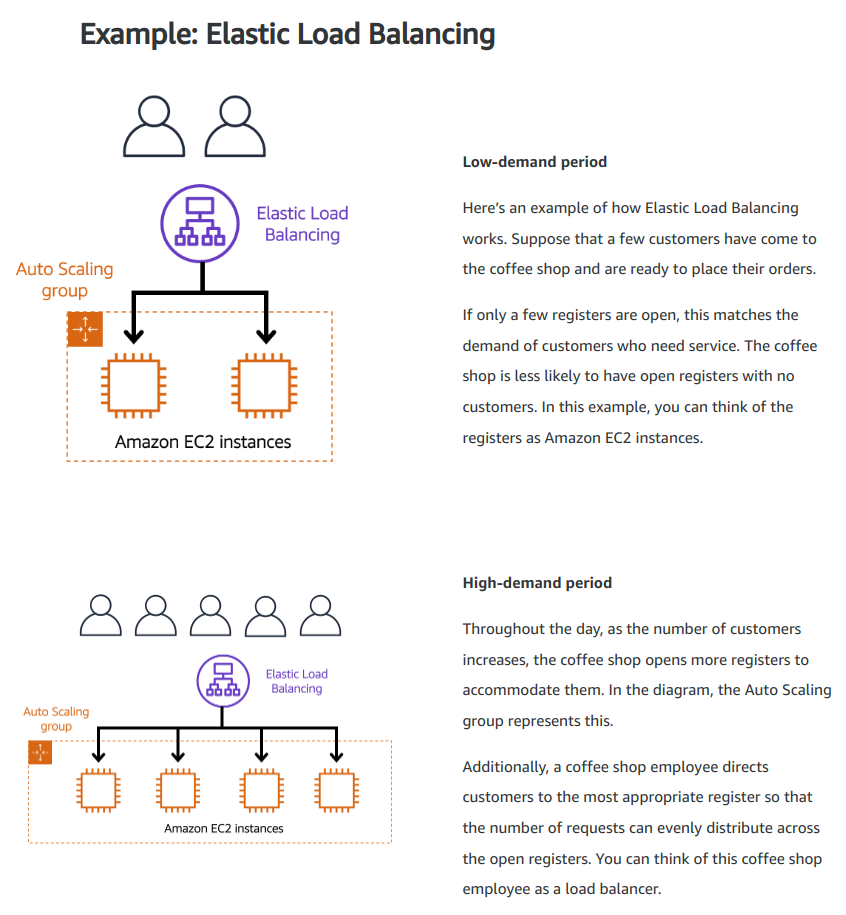 Example: Elastic Load Balancing
Elastic Load
Balancing
Auto Scaling
group
Amazon EC2 instances
Low-demand period
Here’s an example of how Elastic Load Balancing
works. Suppose that a few customers have come to
the coffee shop and are ready to place their orders.
If only a few registers are open, this matches the
demand of customers who need service. The coffee
shop is less likely to have open registers with no
customers. In this example, you can think of the
registers as Amazon EC2 instances.
Elastic Load
Balancing
Auto Scaling
group
Amazon EC2 instances
High-demand period
Throughout the day, as the number of customers
increases, the coffee shop opens more registers to
accommodate them. In the diagram, the Auto Scaling
group represents this.
Additionally, a coffee shop employee directs
customers to the most appropriate register so that
the number of requests can evenly distribute across
the open registers. You can think of this coffee shop
employee as a load balancer.